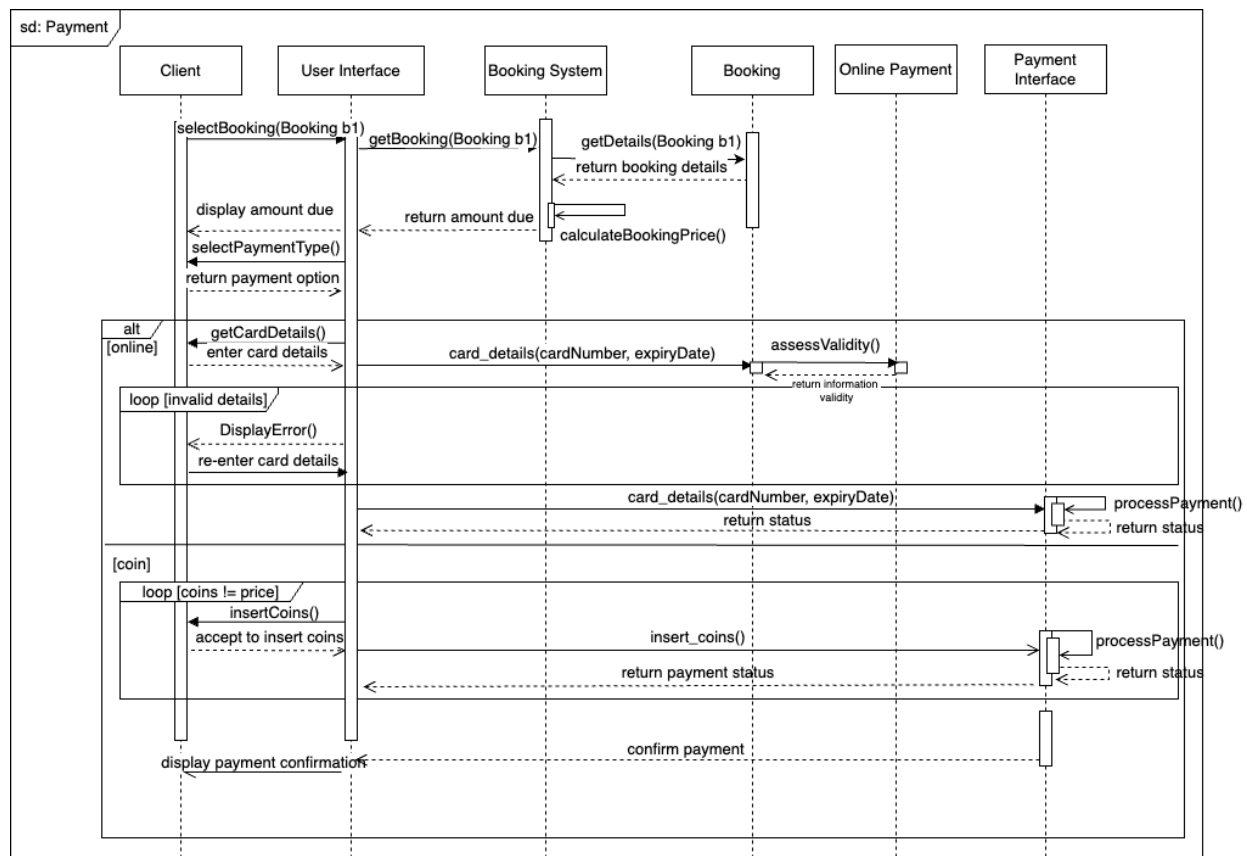 sd: Payment
Client
User Interface
Booking System
Booking
Online Payment
Payment
Interface
selectBooking(Booking b1)
getBooking(Booking b1)
getDetails(Booking b1)
return booking details
display amount due
return amount due
calculateBookingPrice()
selectPaymentType()
return payment option
alt
[online]
getCardDetails()
enter card details
card_details(cardNumber, expiryDate)
assessValidity()
return information
validity
loop [invalid details]
DisplayError()
re-enter card details
card_details(cardNumber, expiryDate)
processPayment()
return status
return status
[coin]
loop [coins != price]
insertCoins()
accept to insert coins
insert_coins()
processPayment()
return payment status
return status
confirm payment
display payment confirmation